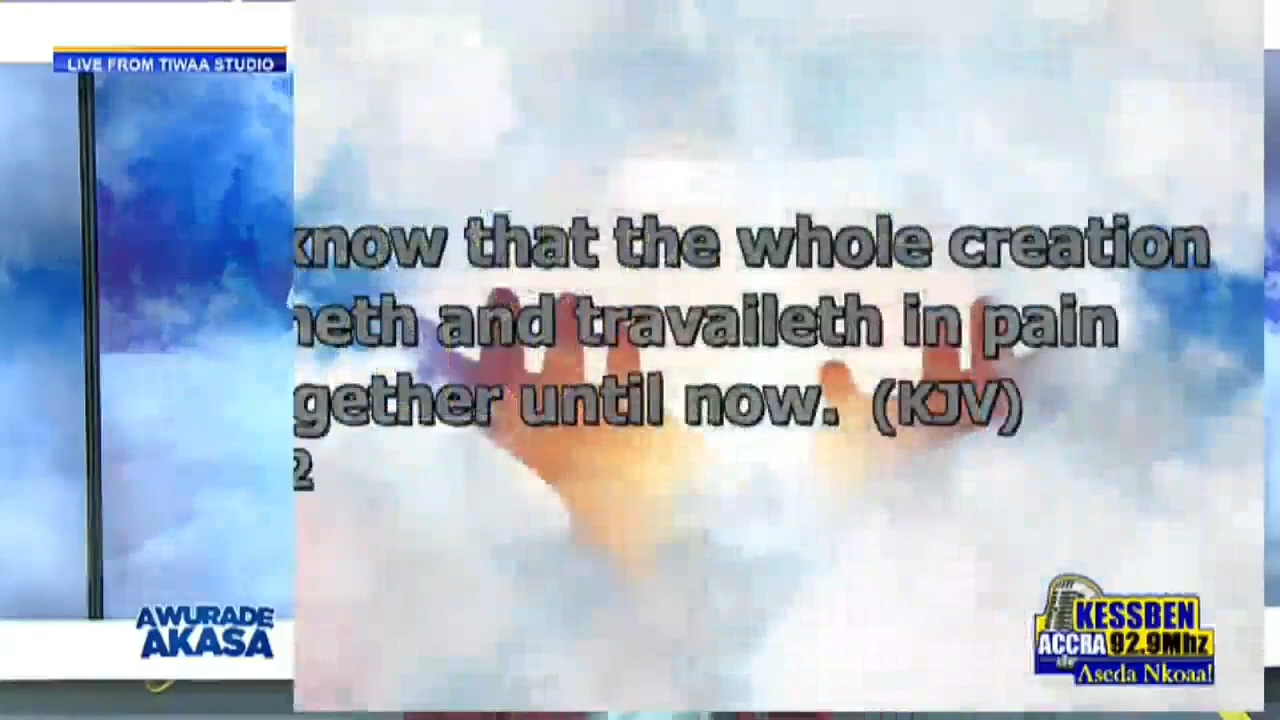 LIVE FROM TIWAA STUDIO
know that the whole creation
neth and travaileth in pain
gether until now. (KJV)
2
AWURADE
AKASA
KESSBEN
ACCRA 92.9Mhz
Aseda Nkoaa!